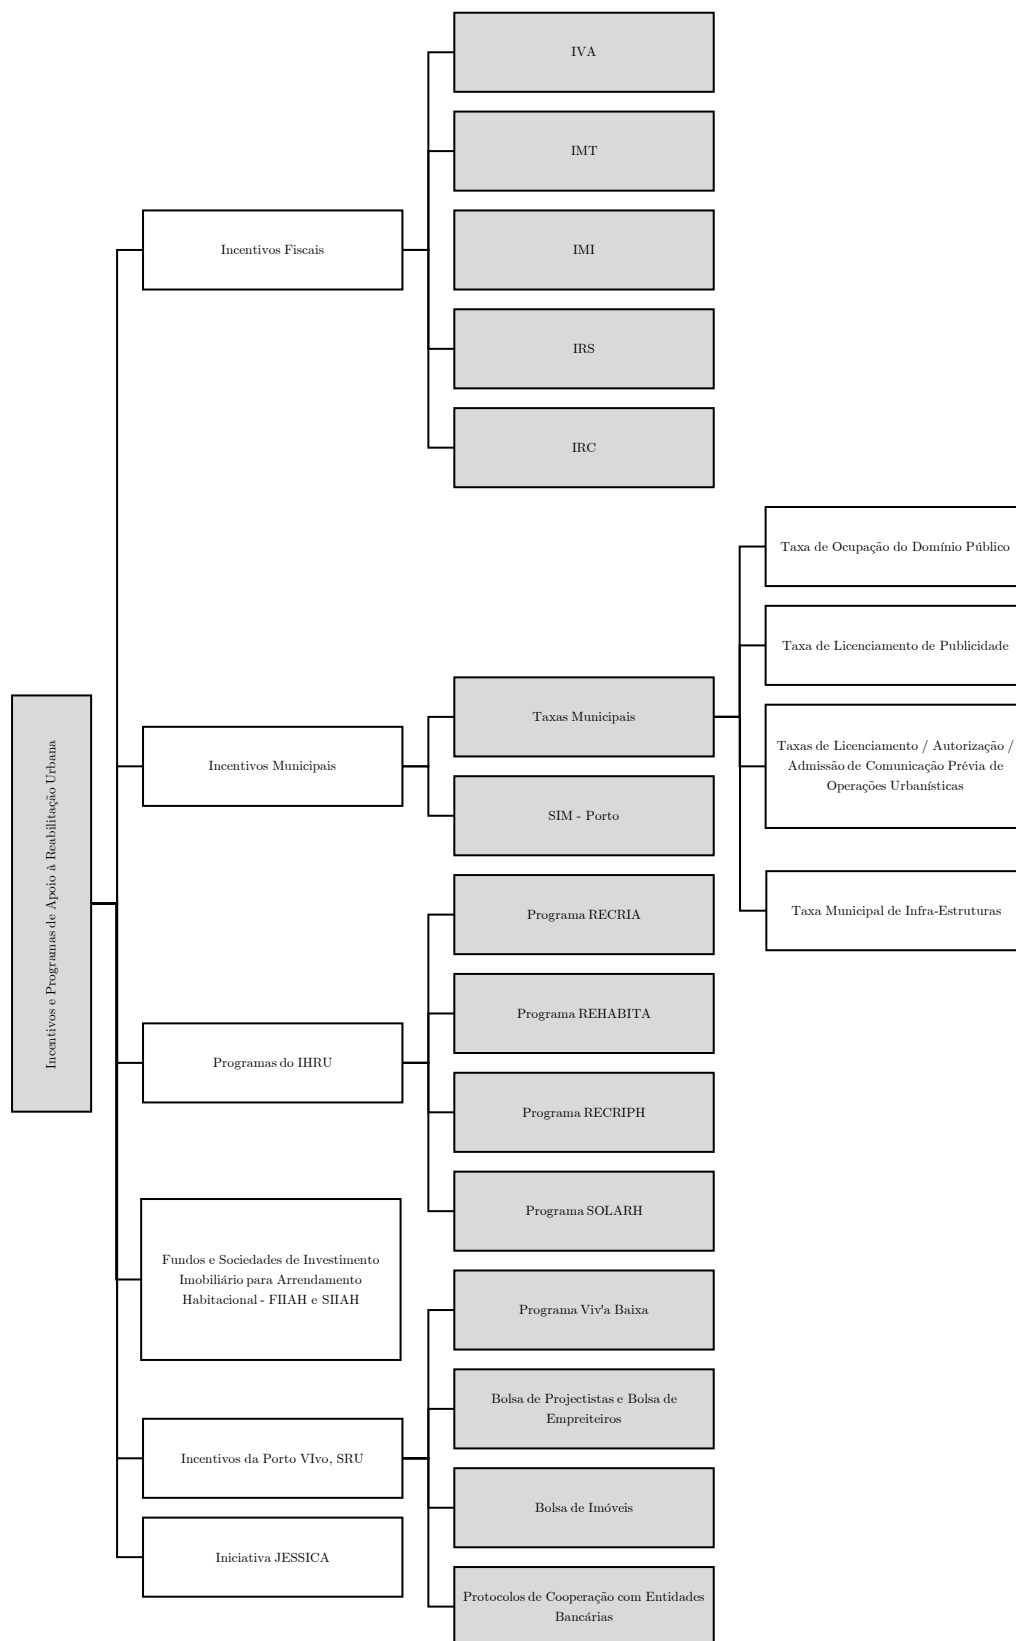 Incentivos e Programas de Apoio à Reabilitação Urbana
Incentivos Fiscais
IVA
IMT
IMI
IRS
IRC
Incentivos Municipais
Taxas Municipais
Taxa de Ocupação do Domínio Público
Taxa de Licenciamento de Publicidade
Taxas de Licenciamento / Autorização /
Admissão de Comunicação Prévia de
Operações Urbanísticas
Taxa Municipal de Infra-Estruturas
SIM - Porto
Programas do IHRU
Programa RECRIA
Programa REHABITA
Programa RECRIPH
Programa SOLARH
Fundos e Sociedades de Investimento
Imobiliário para Arrendamento
Habitacional - FIIAH e SIIAH
Incentivos da Porto VIvo, SRU
Programa Viv'a Baixa
Bolsa de Projectistas e Bolsa de
Empreiteiros
Bolsa de Imóveis
Protocolos de Cooperação com Entidades
Bancárias
Iniciativa JESSICA